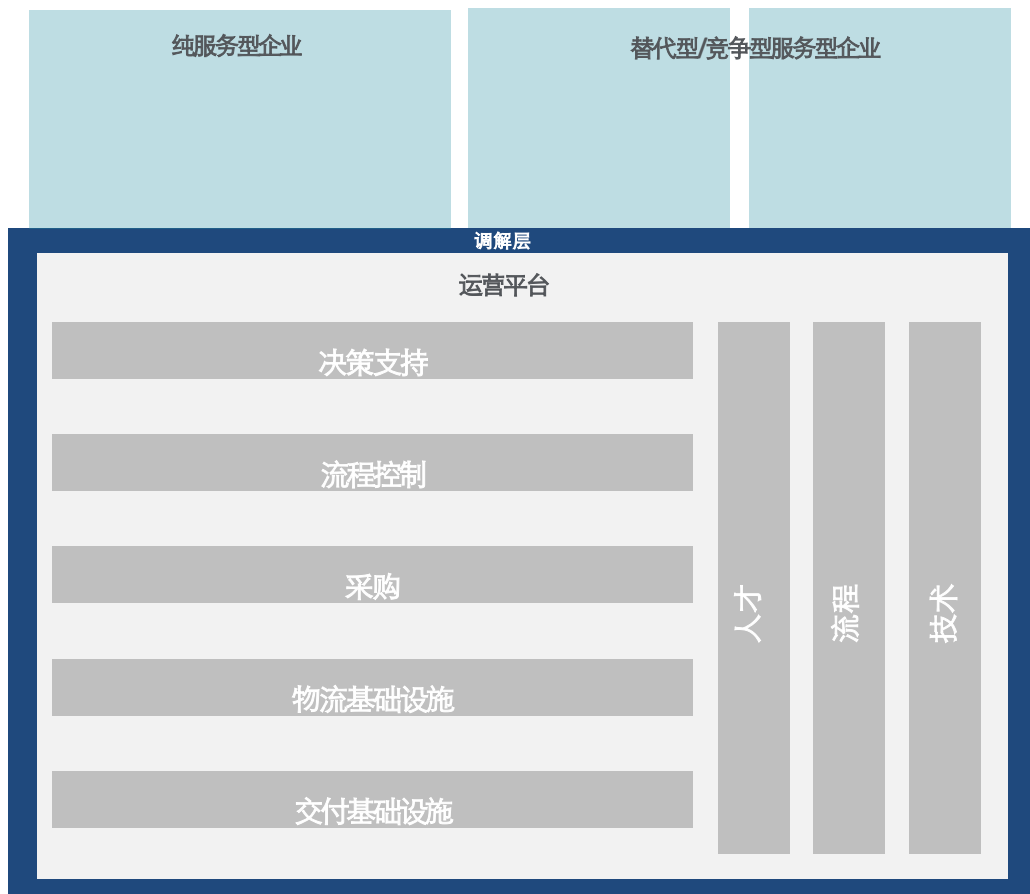 纯服务型企业
替代型/竞争型服务型企业
调解层
运营平台
决策支持
流程控制
采购
物流基础设施
交付基础设施
人才
流程
技术